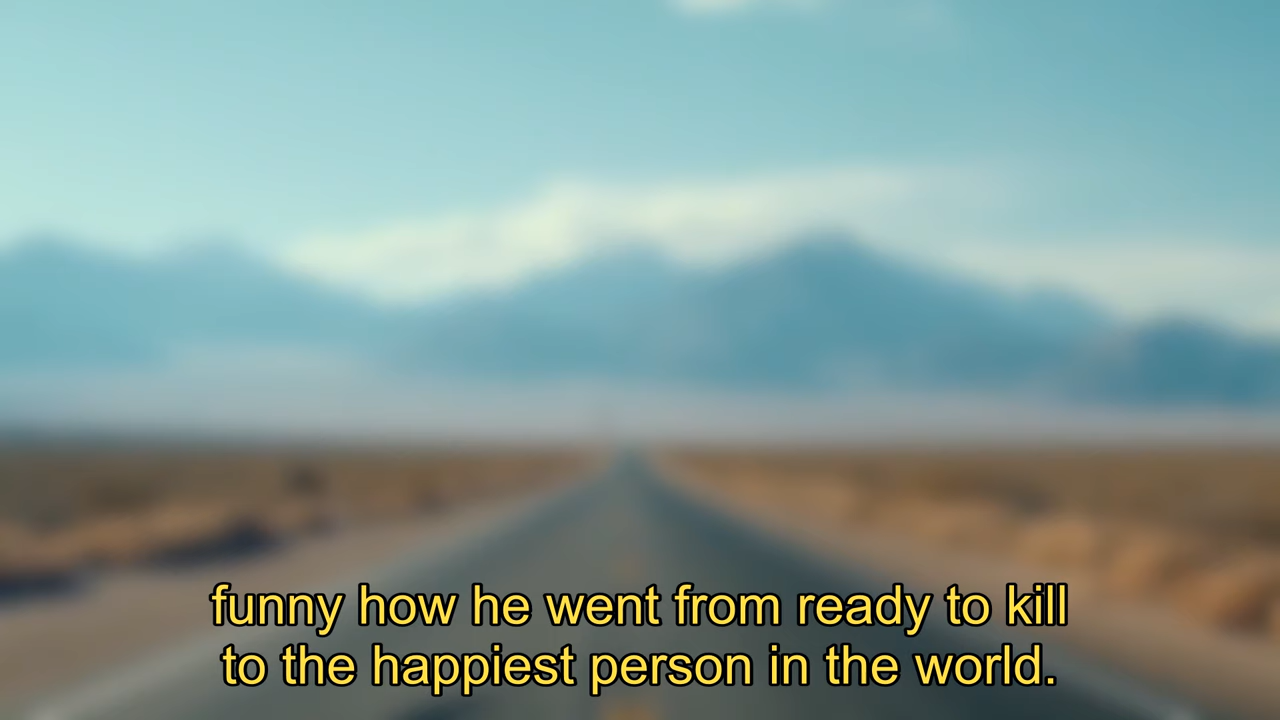 funny how he went from ready to kill
to the happiest person in the world.